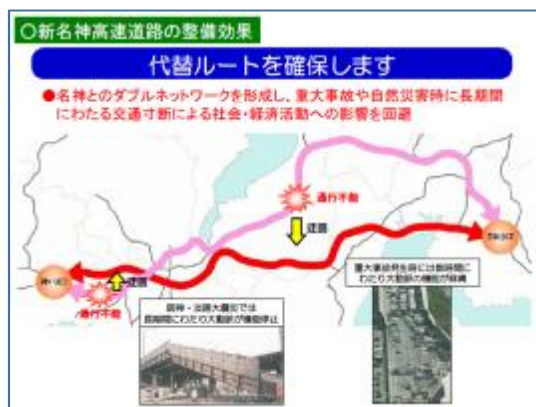 〇新名神高速道路の整備効果
代替ルートを確保します
●名神とのダブルネットワークを形成し、重大事故や自然災害時に長期間
にわたる交通寸断による社会・経済活動への影響を回避
通行不能
迂回
迂回
神戸JCT
通行不能
重大事故発生時には数時間に
わたり大動脈の機能が麻痺
阪神・淡路大震災では
長期間にわたり大動脈が機能停止